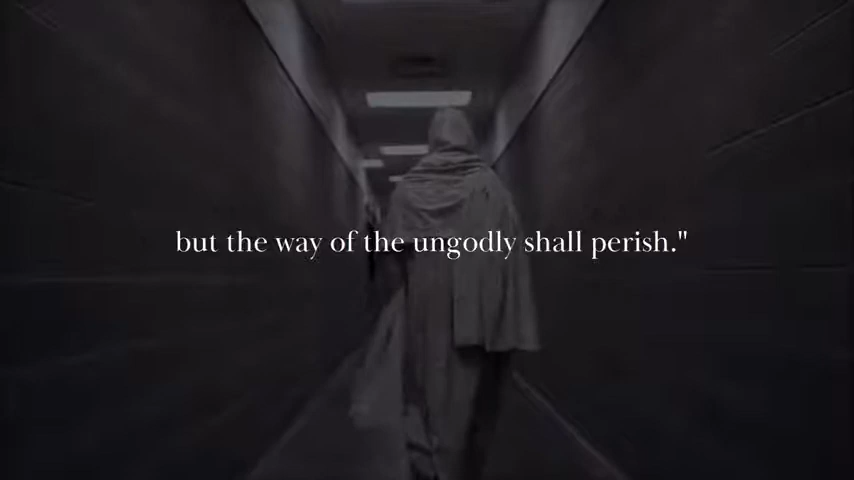 but the way of the ungodly shall perish."